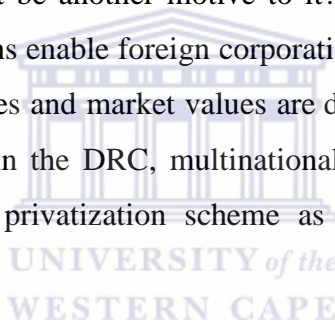 be another motive to it?
ns enable foreign corporati
es and market values are d
in the DRC, multinational
privatization scheme as
UNIVERSITY of the
WESTERN CAPE